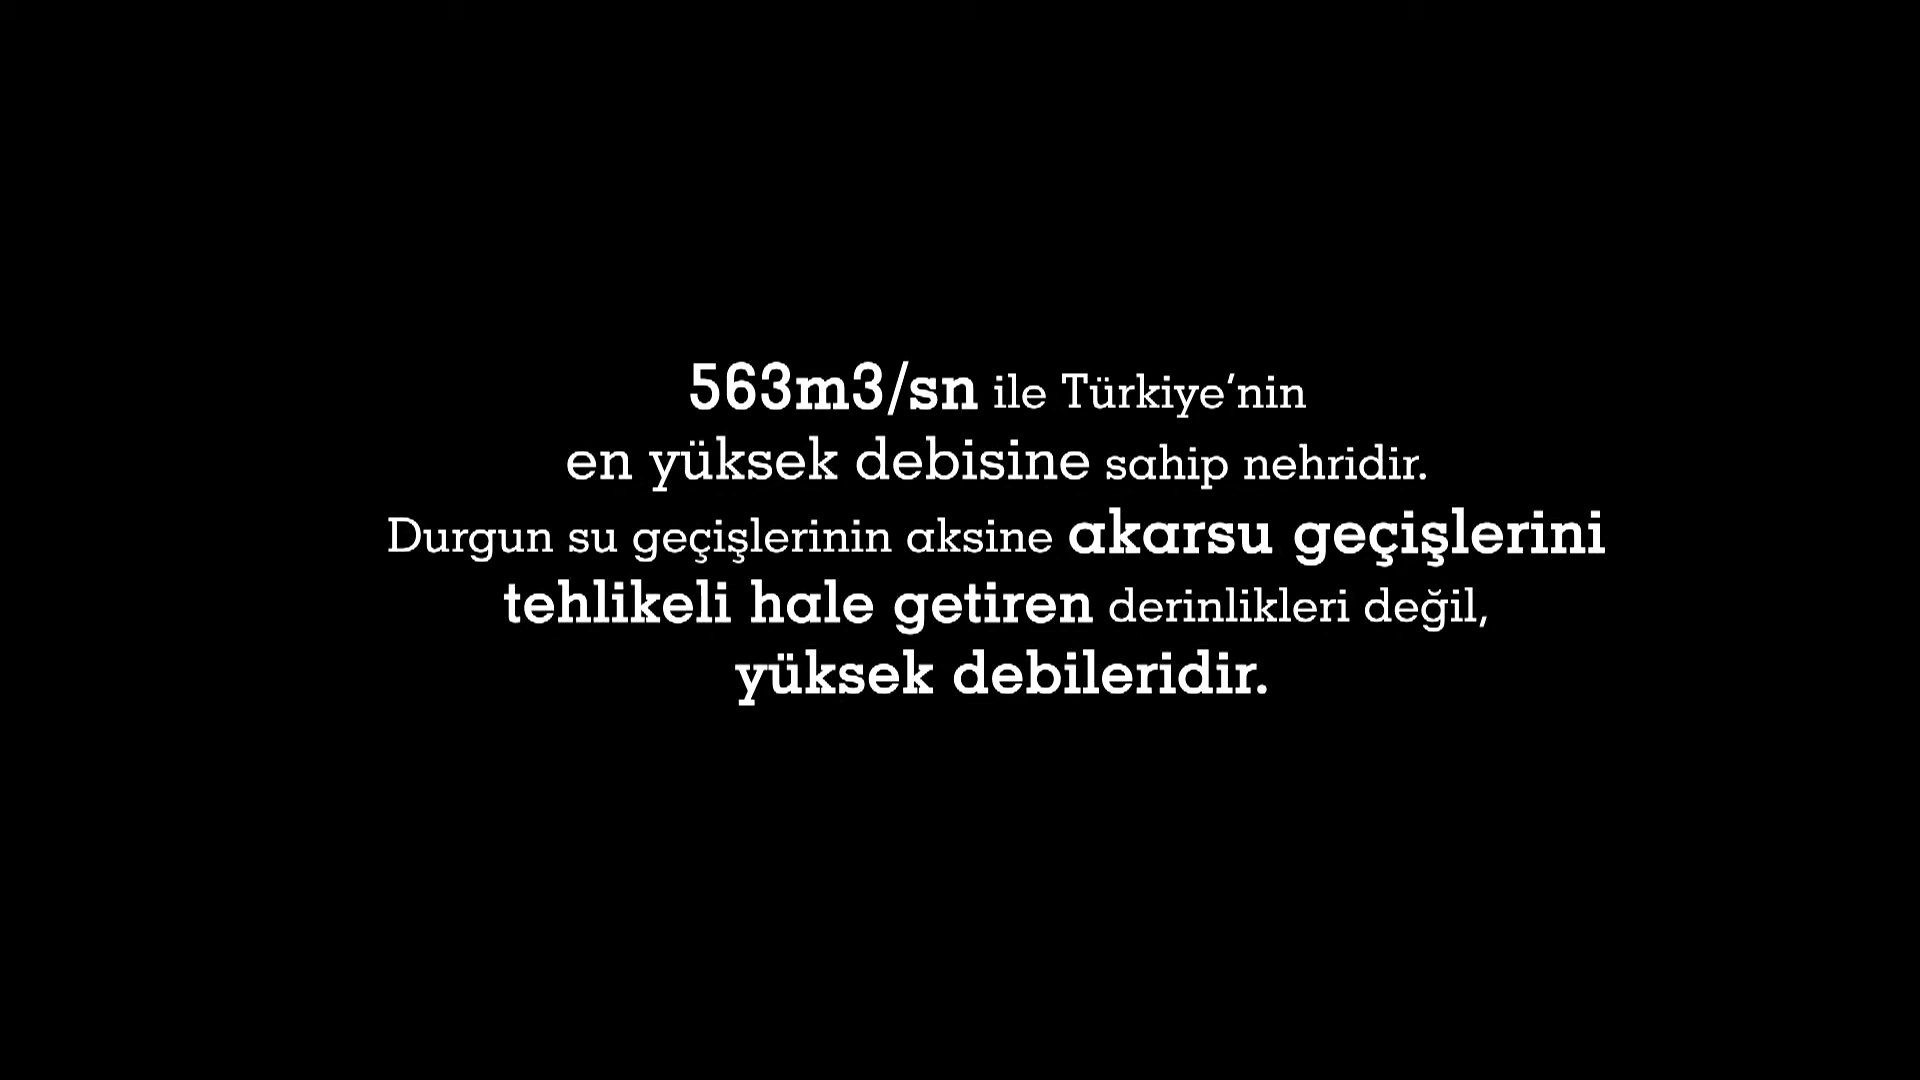 563m3/sn ile Türkiye’nin
en yüksek debisine sahip nehridir.
Durgun su geçişlerinin aksine akarsu geçişlerini
tehlikeli hale getiren derinlikleri değil,
yüksek debileridir.